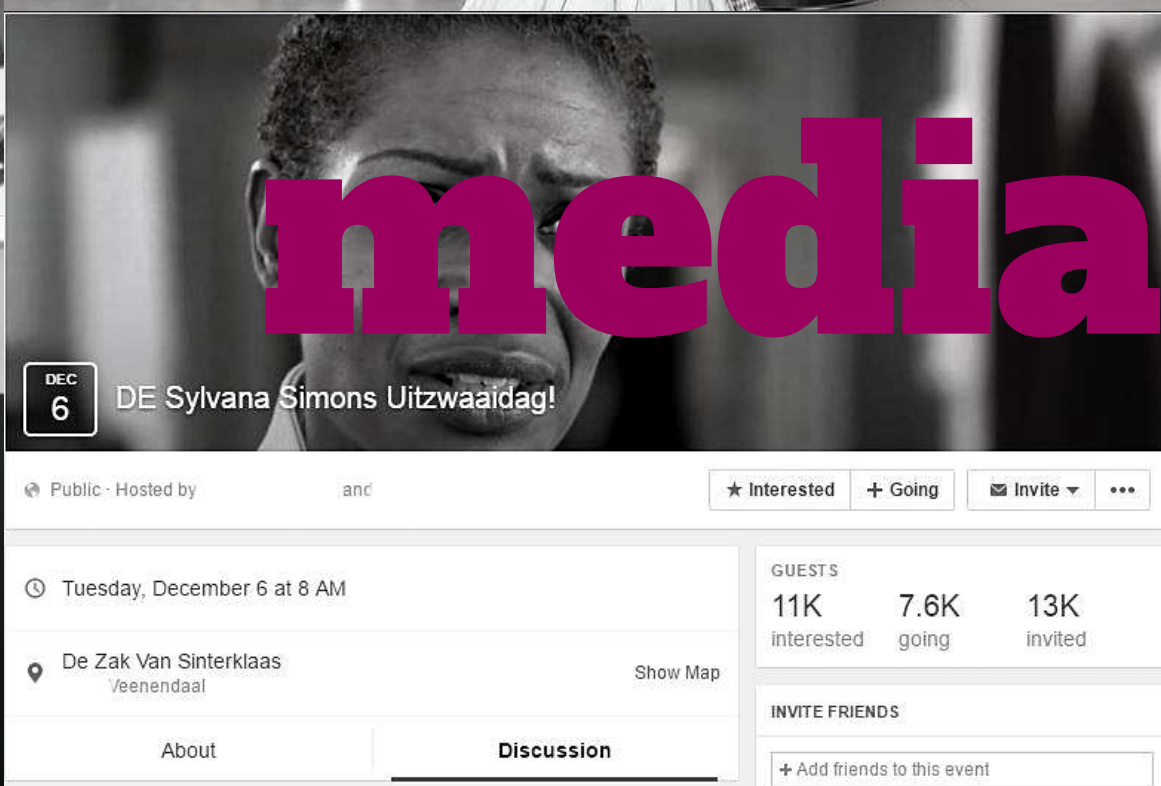 media
DEC
6
DE Sylvana Simons Uitzwaaidag!
Public · Hosted by and
Interested
Going
Invite
Tuesday, December 6 at 8 AM
De Zak Van Sinterklaas
Veenendaal
Show Map
About
Discussion
GUESTS
11K 7.6K 13K
interested going invited
INVITE FRIENDS
+ Add friends to this event